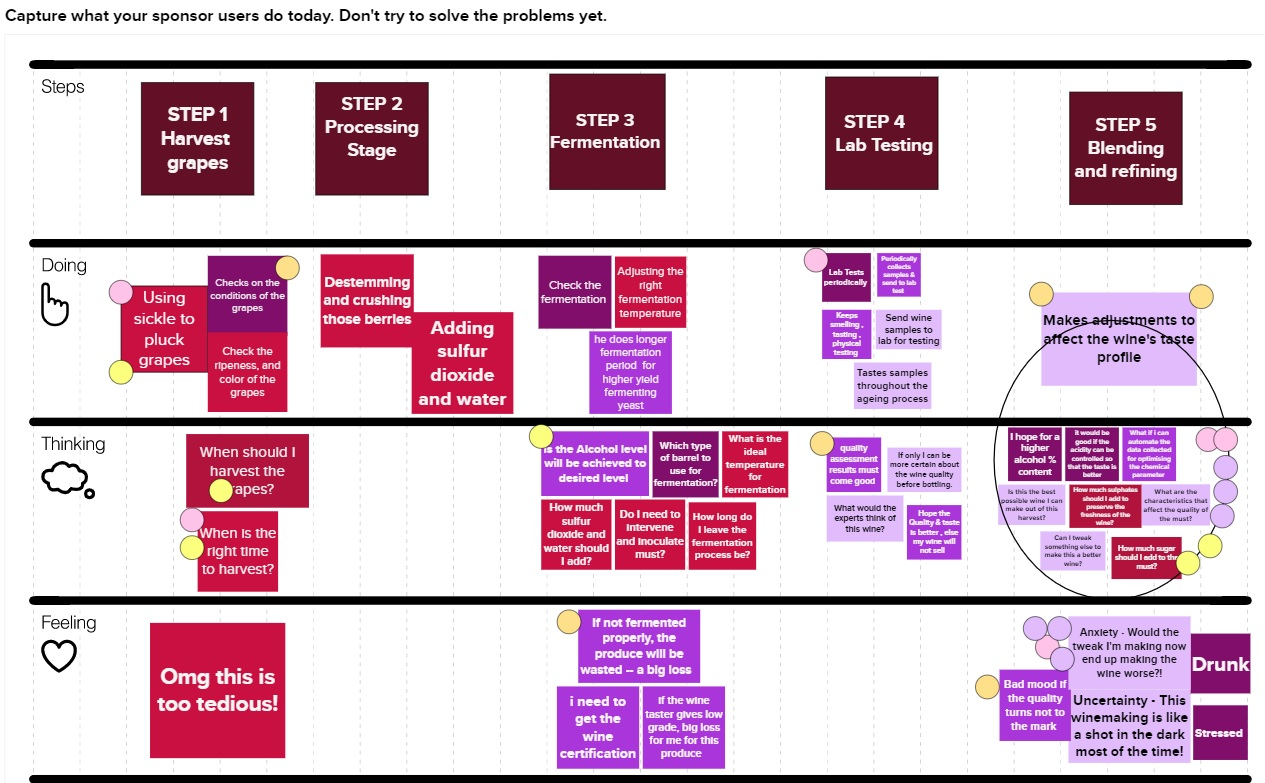 Capture what your sponsor users do today. Don't try to solve the problems yet.
Steps
STEP 1
Harvest
grapes
STEP 2
Processing
Stage
STEP 3
Fermentation
STEP 4
Lab Testing
STEP 5
Blending
and refining
Doing
Using
sickle to
pluck
grapes
Checks on the
conditions of the
grapes
Check the
ripeness, and
color of the
grapes
Destemming
and crushing
those berries
Adding
sulfur
dioxide
and water
Check the
fermentation
Adjusting the
right
fermentation
temperature
he does longer
fermentation
period for
higher yield
fermenting
yeast
Lab Tests
periodically
Periodically
collects
samples &
send to lab
test
Keeps
smelling ,
tasting ,
physical
testing
Send wine
samples to
lab for testing
Tastes samples
throughout the
ageing process
Makes adjustments to
affect the wine's taste
profile
Thinking
When should I
harvest the
rapes?
When is the
right time
to harvest?
is the Alcohol level
will be achieved to
desired level
Which type
of barrel to
use for
fermentation?
What is the
ideal
temperature
for
fermentation
How much
sulfur
dioxide and
water should
I add?
Do I need to
intervene
and inoculate
must?
How long do
I leave the
fermentation
process be?
quality
assessment
results must
come good
If only I can be
more certain about
the wine quality
before bottling.
What would the
experts think of
this wine?
Hope the
Quality & taste
is better , else
my wine will
not sell
I hope for a
higher
alcohol %
content
It would be
good if the
acidity can be
controlled so
that the taste is
better
What if i can
automate the
data collected
for optimising
the chemical
parameter
Is this the best
possible wine I can
make out of this
harvest?
How much sulphates
should I add to
preserve the
freshness of the
wine?
What are the
characteristics that
affect the quality of
the must?
Can I tweak
something else to
make this a better
wine?
How much sugar
should I add to the
must?
Feeling
Omg this is
too tedious!
If not fermented
properly, the
produce will be
wasted -- a big loss
i need to
get the
wine
certification
if the wine
taster gives low
grade, big loss
for me for this
produce
Anxiety - Would the
tweak I'm making now
end up making the
wine worse?!
Drunk
Bad mood if
the quality
turns not to
the mark
Uncertainty - This
winemaking is like
a shot in the dark
most of the time!
Stressed